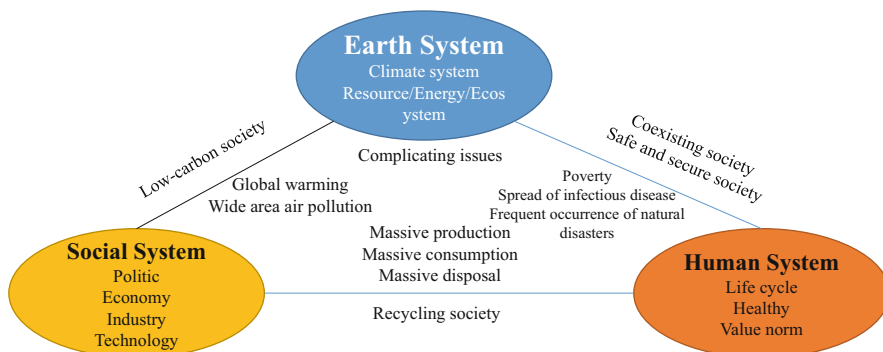 Earth System
Climate system
Resource/Energy/Ecos
ystem
Low-carbon society
Coexisting society
Safe and secure society
Complicating issues
Global warming
Wide area air pollution
Poverty
Spread of infectious disease
Frequent occurrence of natural
disasters
Massive production
Massive consumption
Massive disposal
Social System
Politic
Economy
Industry
Technology
Human System
Life cycle
Healthy
Value norm
Recycling society